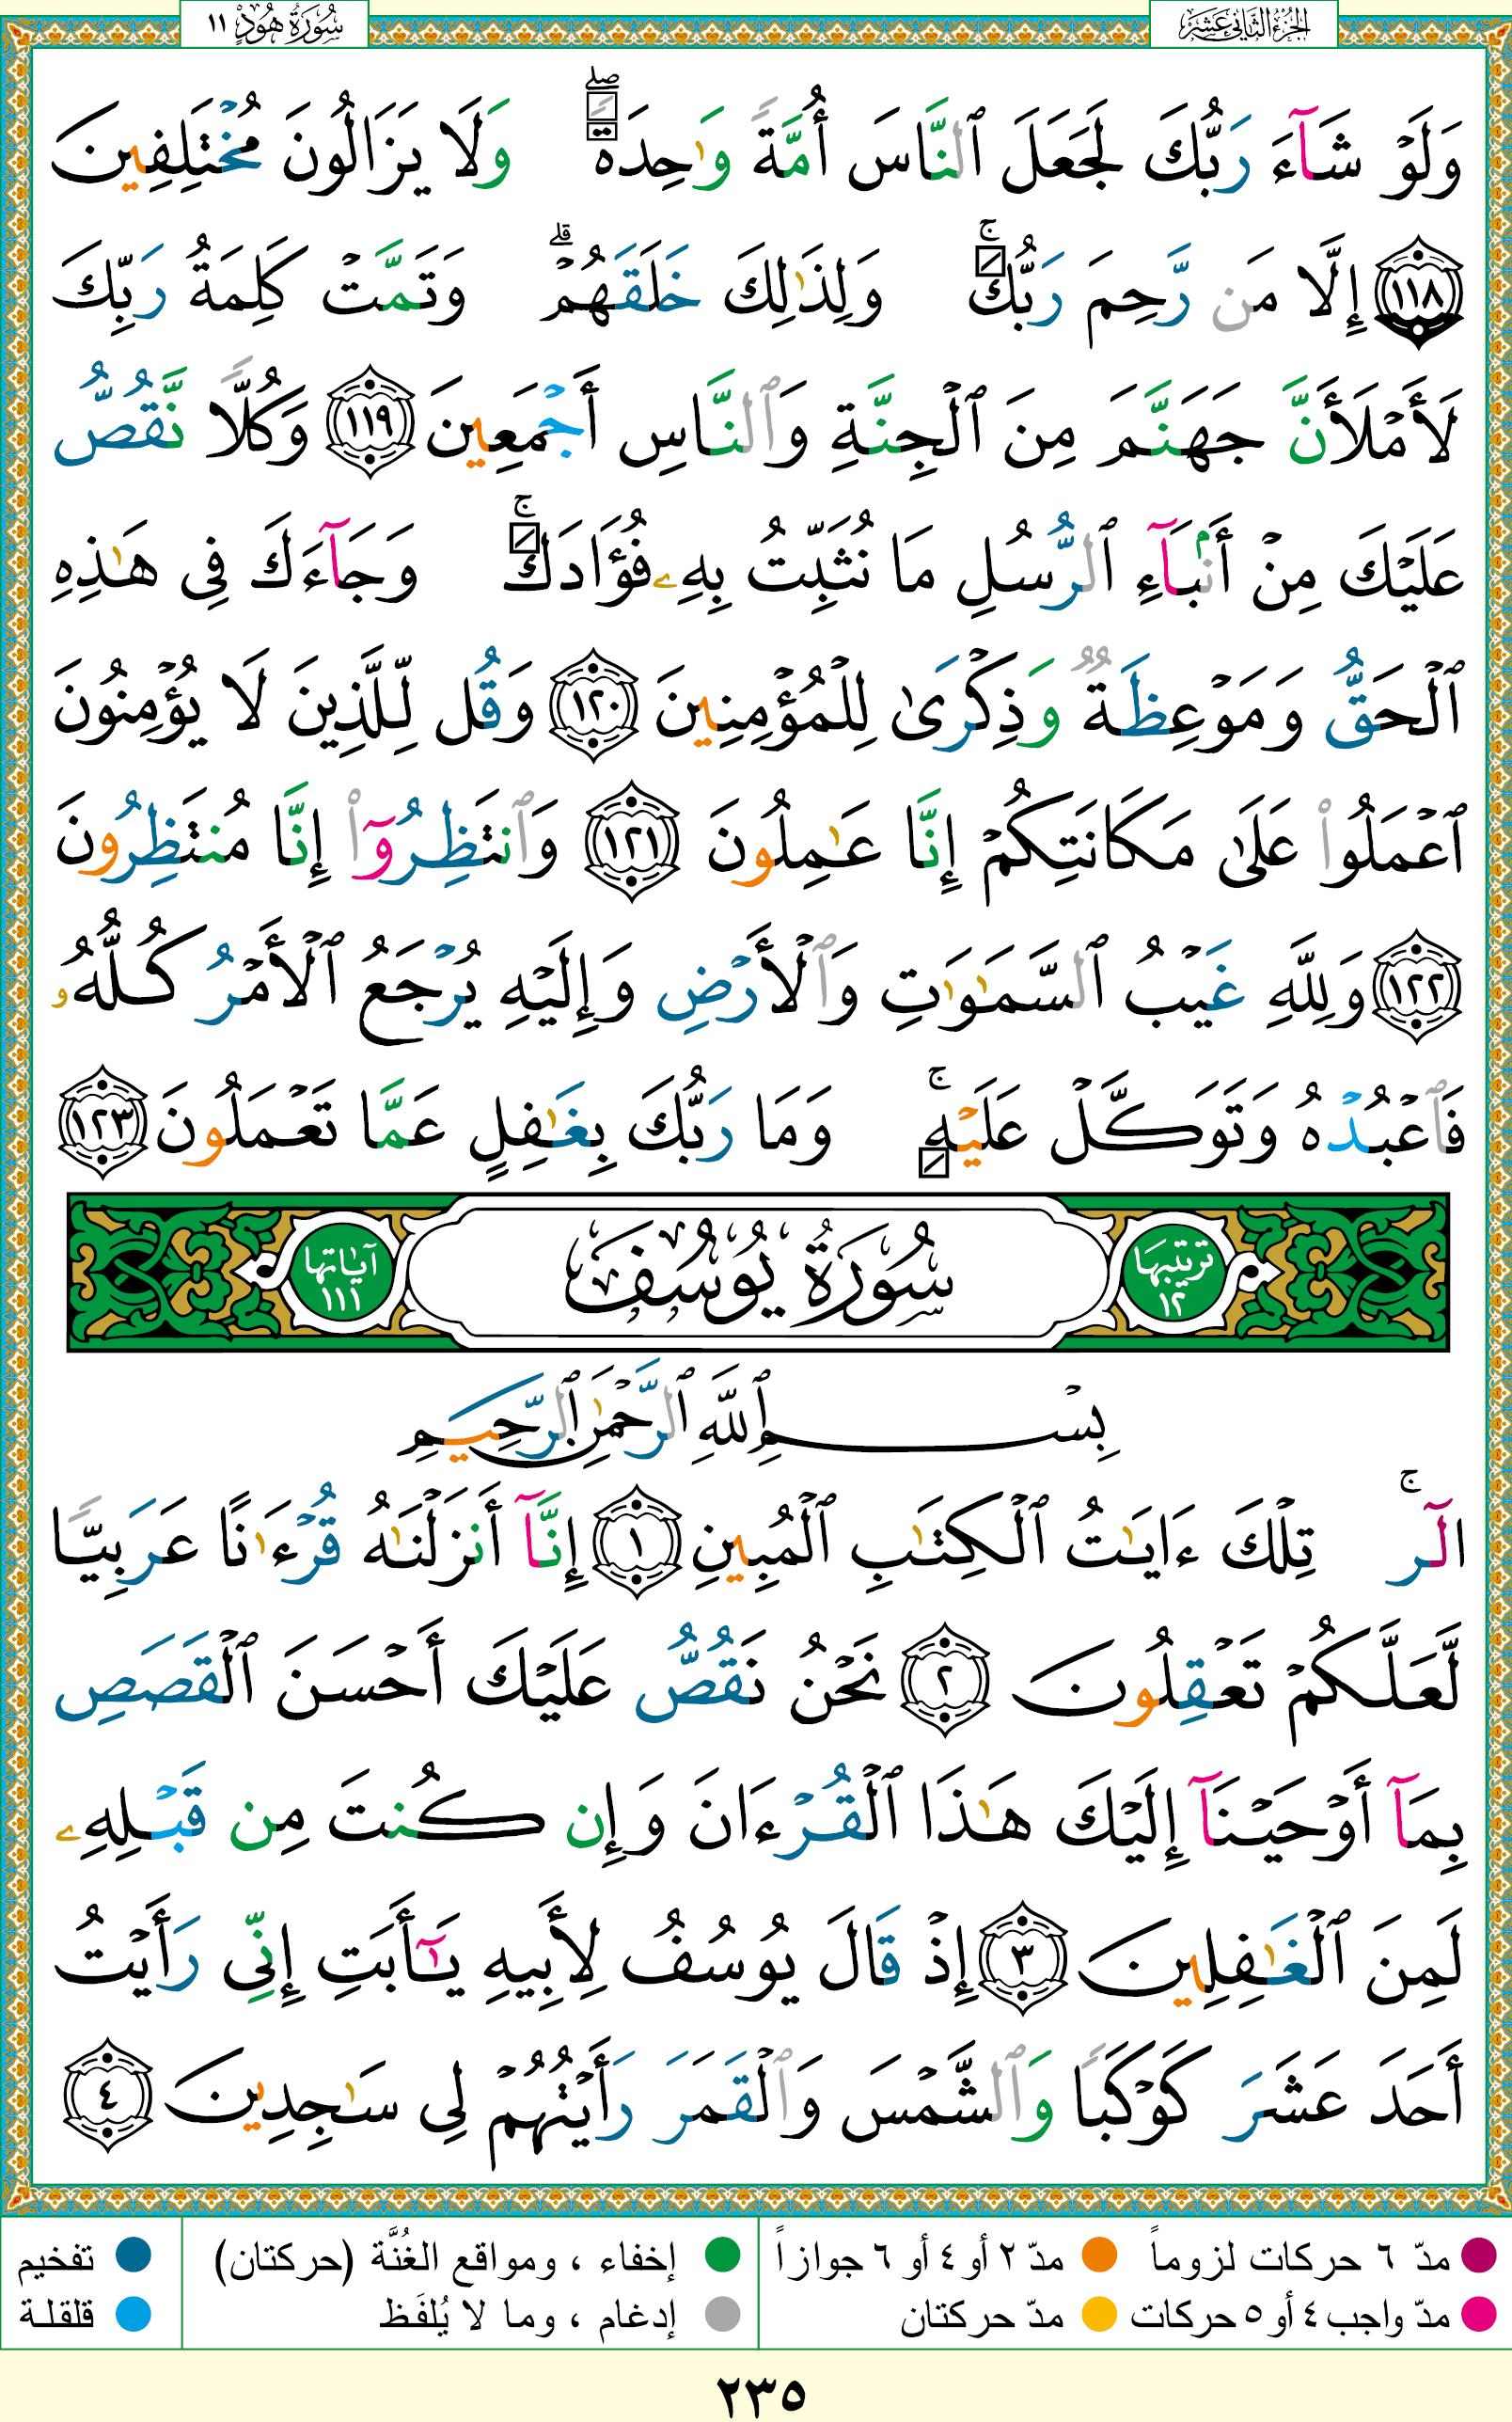 الجزء الثاني عشر
سُورَةُ هُودٍ ١١
وَلَوْ شَآءَ رَبُّكَ لَجَعَلَ ٱلنَّاسَ أُمَّةً وَٰحِدَةً ۖ وَلَا يَزَالُونَ مُخْتَلِفِينَ
١١٨ إِلَّا مَن رَّحِمَ رَبُّكَ ۚ وَلِذَٰلِكَ خَلَقَهُمْ ۗ وَتَمَّتْ كَلِمَةُ رَبِّكَ
لَأَمْلَأَنَّ جَهَنَّمَ مِنَ ٱلْجِنَّةِ وَٱلنَّاسِ أَجْمَعِينَ ١١٩ وَكُلًّا نَّقُصُّ
عَلَيْكَ مِنْ أَنۢبَآءِ ٱلرُّسُلِ مَا نُثَبِّتُ بِهِۦ فُؤَادَكَ ۚ وَجَآءَكَ فِى هَٰذِهِ
ٱلْحَقُّ وَمَوْعِظَةٌ وَذِكْرَىٰ لِلْمُؤْمِنِينَ ١٢٠ وَقُل لِّلَّذِينَ لَا يُؤْمِنُونَ
ٱعْمَلُوا۟ عَلَىٰ مَكَانَتِكُمْ إِنَّا عَٰمِلُونَ ١٢١ وَٱنتَظِرُوٓا۟ إِنَّا مُنتَظِرُونَ
١٢٢ وَلِلَّهِ غَيْبُ ٱلسَّمَٰوَٰتِ وَٱلْأَرْضِ وَإِلَيْهِ يُرْجَعُ ٱلْأَمْرُ كُلُّهُۥ
فَٱعْبُدْهُ وَتَوَكَّلْ عَلَيْهِ ۚ وَمَا رَبُّكَ بِغَٰفِلٍ عَمَّا تَعْمَلُونَ ١٢٣
ترتيبها ١٢ سُورَةُ يُوسُفَ آياتها ١١١
بِسْمِ ٱللَّهِ ٱلرَّحْمَٰنِ ٱلرَّحِيمِ
الٓر ۚ تِلْكَ ءَايَٰتُ ٱلْكِتَٰبِ ٱلْمُبِينِ ١ إِنَّآ أَنزَلْنَٰهُ قُرْءَٰنًا عَرَبِيًّا
لَّعَلَّكُمْ تَعْقِلُونَ ٢ نَحْنُ نَقُصُّ عَلَيْكَ أَحْسَنَ ٱلْقَصَصِ
بِمَآ أَوْحَيْنَآ إِلَيْكَ هَٰذَا ٱلْقُرْءَانَ وَإِن كُنتَ مِن قَبْلِهِۦ
لَمِنَ ٱلْغَٰفِلِينَ ٣ إِذْ قَالَ يُوسُفُ لِأَبِيهِ يَٰٓأَبَتِ إِنِّى رَأَيْتُ
أَحَدَ عَشَرَ كَوْكَبًا وَٱلشَّمْسَ وَٱلْقَمَرَ رَأَيْتُهُمْ لِى سَٰجِدِينَ ٤
مدّ ٦ حركات لزوماً مدّ ٢ أو ٤ أو ٦ جوازاً إخفاء ، ومواقع الغُنَّة (حركتان) تفخيم
مدّ واجب ٤ أو ٥ حركات مدّ حركتان إدغام ، وما لا يُلفَظ قلقلة
٢٣٥